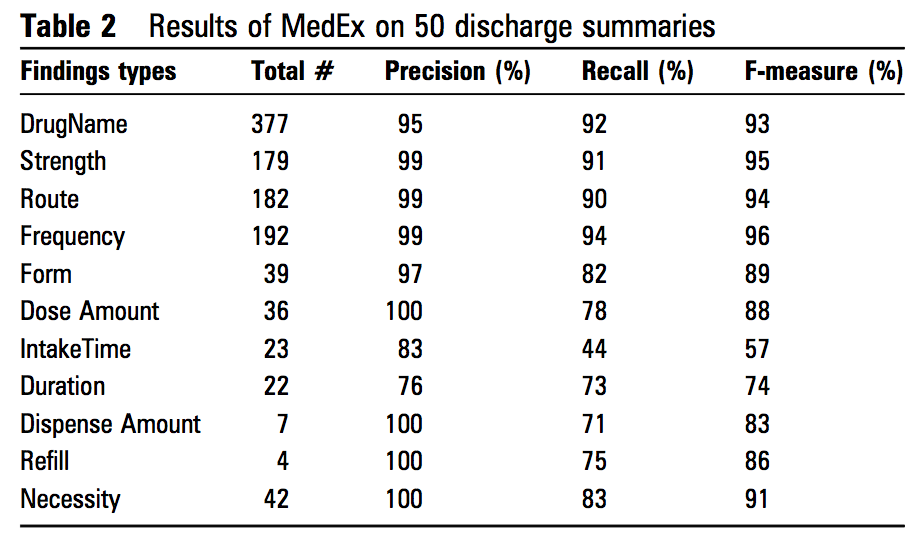 Table 2 Results of MedEx on 50 discharge summaries
Findings types Total # Precision (%) Recall (%) F-measure (%)
DrugName 377 95 92 93
Strength 179 99 91 95
Route 182 99 90 94
Frequency 192 99 94 96
Form 39 97 82 89
Dose Amount 36 100 78 88
IntakeTime 23 83 44 57
Duration 22 76 73 74
Dispense Amount 7 100 71 83
Refill 4 100 75 86
Necessity 42 100 83 91